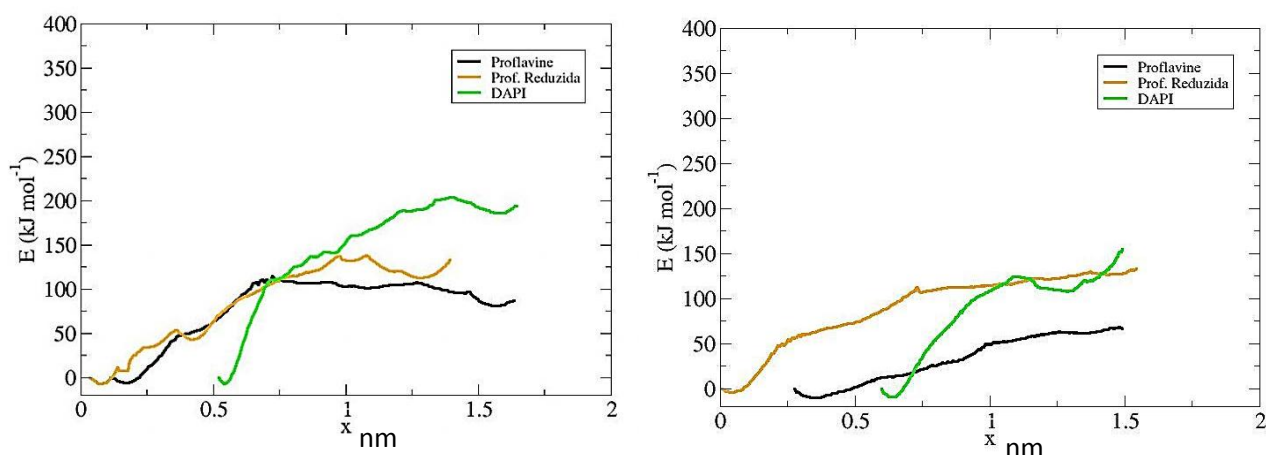 400
350
300
250
200
150
100
50
0
E (kJ mol⁻¹)
Proflavine
Prof. Reduzida
DAPI
0 0.5 1 1.5 2
x nm
400
350
300
250
200
150
100
50
0
E (kJ mol⁻¹)
Proflavine
Prof. Reduzida
DAPI
0 0.5 1 1.5 2
x nm